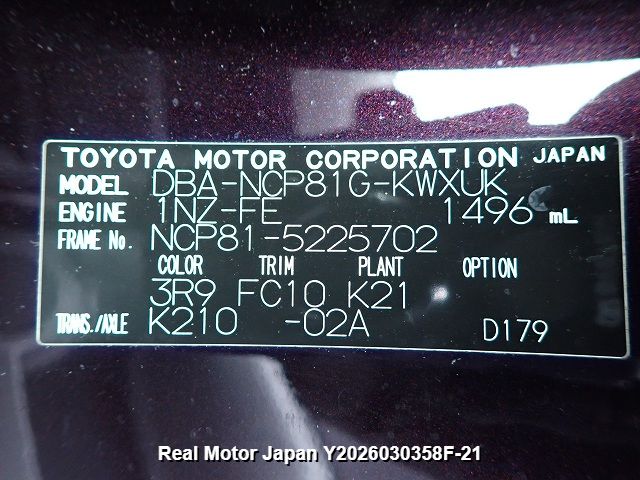 TOYOTA MOTOR CORPORATION JAPAN
MODEL DBA-NCP81G-KWXUK
ENGINE 1NZ-FE 1496 mL
FRAME No. NCP81-5225702
COLOR TRIM PLANT OPTION
3R9 FC10 K21
TRANS./AXLE K210 -02A D179
Real Motor Japan Y2026030358F-21